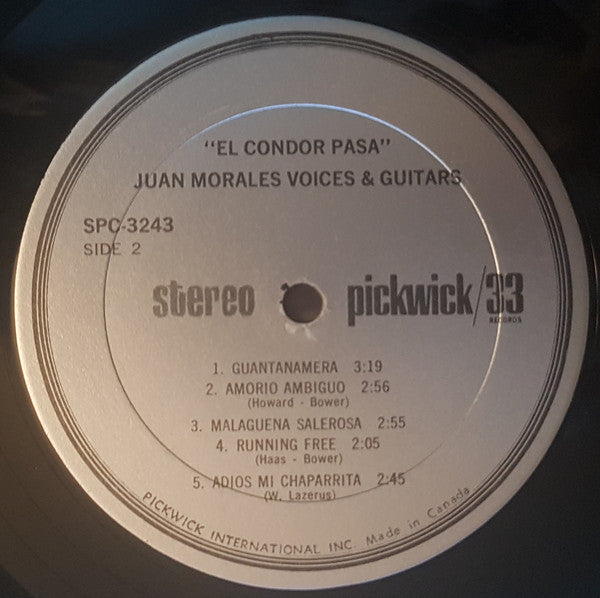 "EL CONDOR PASA"
JUAN MORALES VOICES & GUITARS
SPC-3243
SIDE 2
stereo pickwick/33
RECORDS
1. GUANTANAMERA 3:19
2. AMORIO AMBIGUO 2:56
(Howard - Bower)
3. MALAGUENA SALEROSA 2:55
4. RUNNING FREE 2:05
(Haas - Bower)
5. ADIOS MI CHAPARRITA 2:45
(W. Lazerus)
PICKWICK INTERNATIONAL INC. Made in Canada